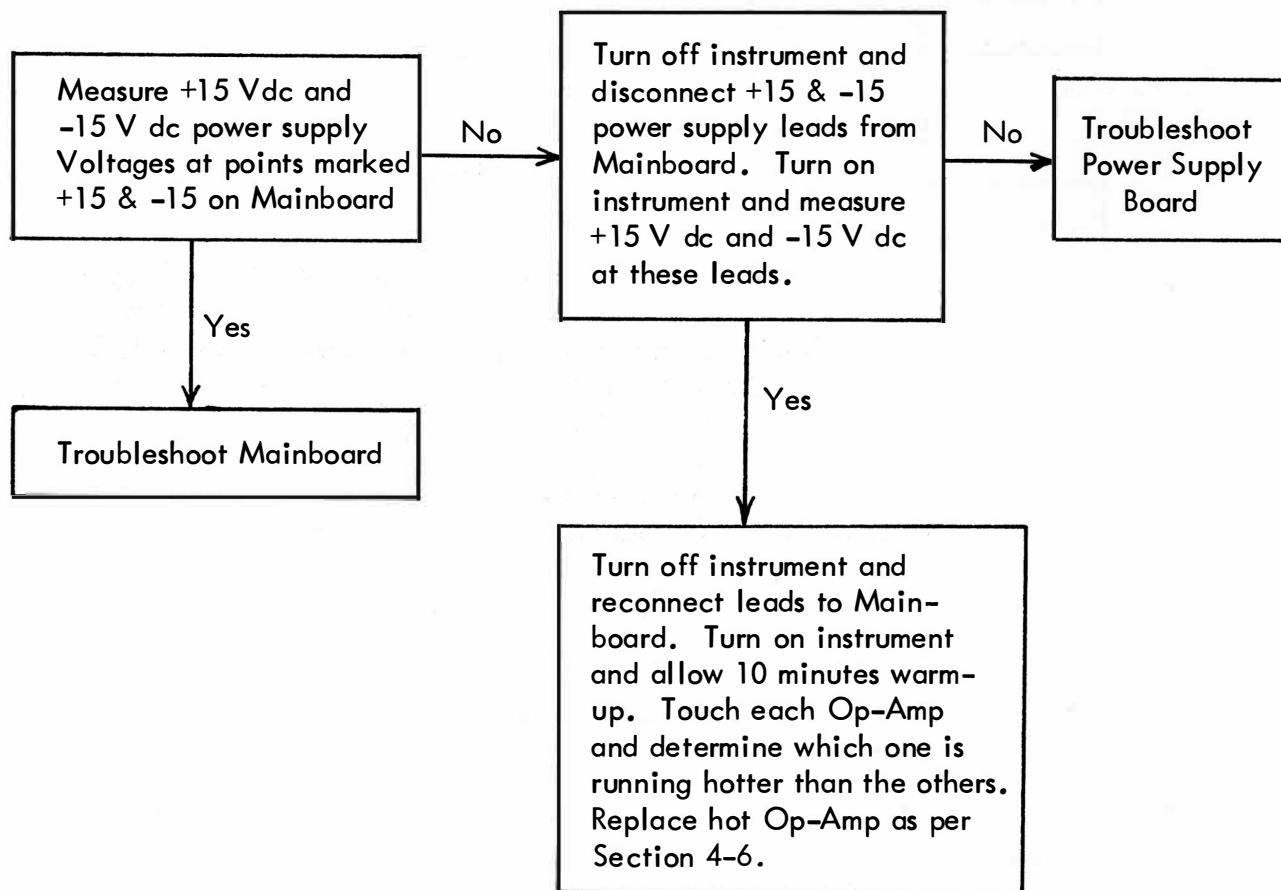 Measure +15 Vdc and
-15 V dc power supply
Voltages at points marked
+15 & -15 on Mainboard
No
Turn off instrument and
disconnect +15 & -15
power supply leads from
Mainboard. Turn on
instrument and measure
+15 V dc and -15 V dc
at these leads.
No
Troubleshoot
Power Supply
Board
Yes
Troubleshoot Mainboard
Yes
Turn off instrument and
reconnect leads to Main-
board. Turn on instrument
and allow 10 minutes warm-
up. Touch each Op-Amp
and determine which one is
running hotter than the others.
Replace hot Op-Amp as per
Section 4-6.